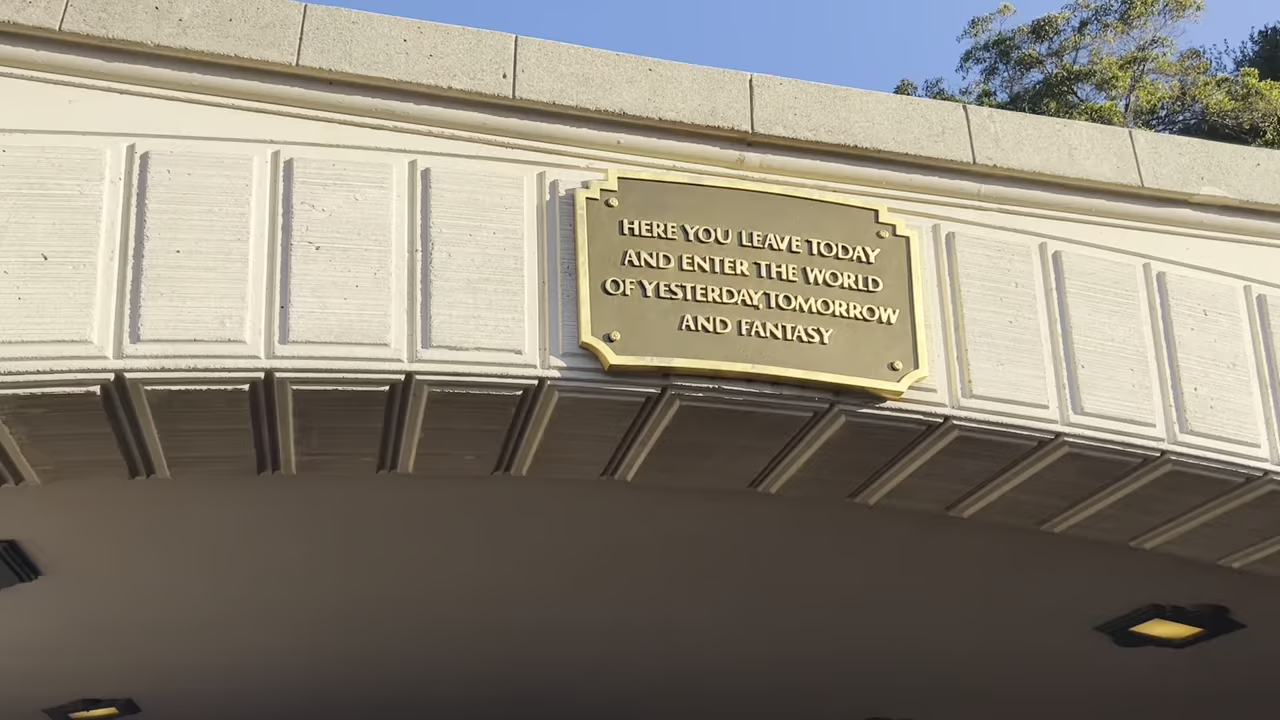 HERE YOU LEAVE TODAY
AND ENTER THE WORLD
OF YESTERDAY, TOMORROW
AND FANTASY